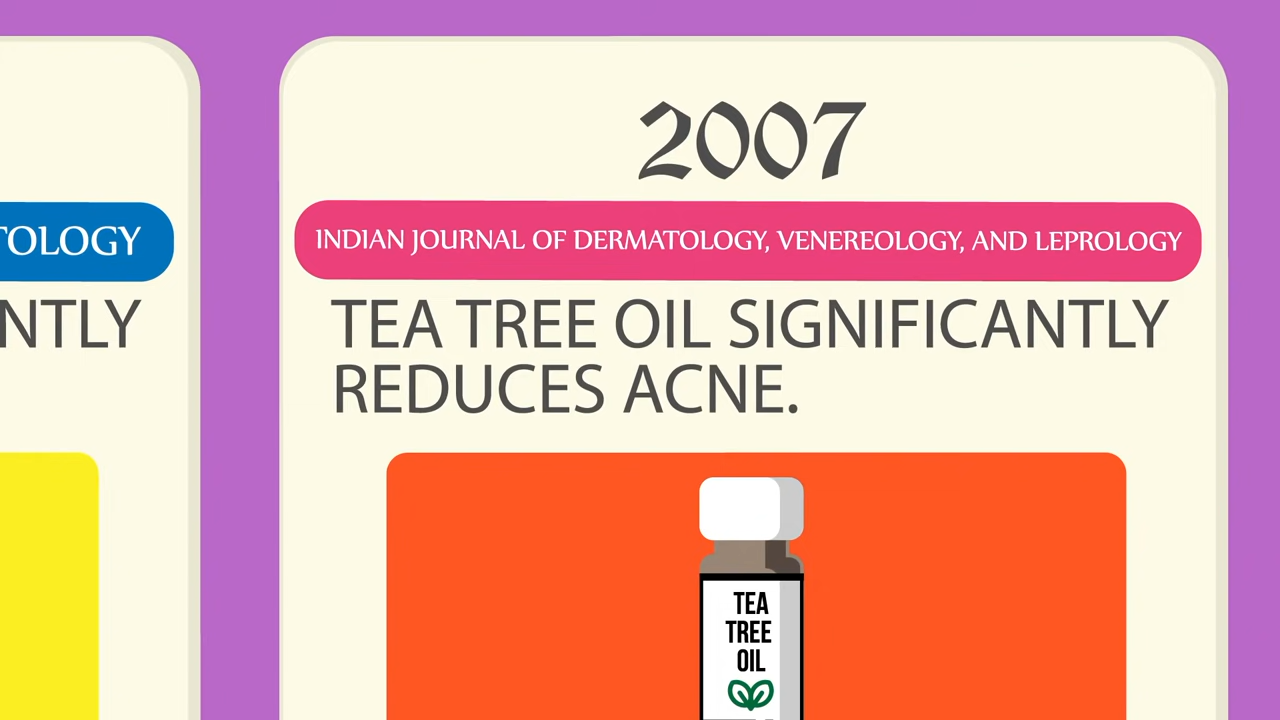 2007
TOLOGY
INDIAN JOURNAL OF DERMATOLOGY, VENEREOLOGY, AND LEPROLOGY
NTLY
TEA TREE OIL SIGNIFICANTLY
REDUCES ACNE.
TEA
TREE
OIL